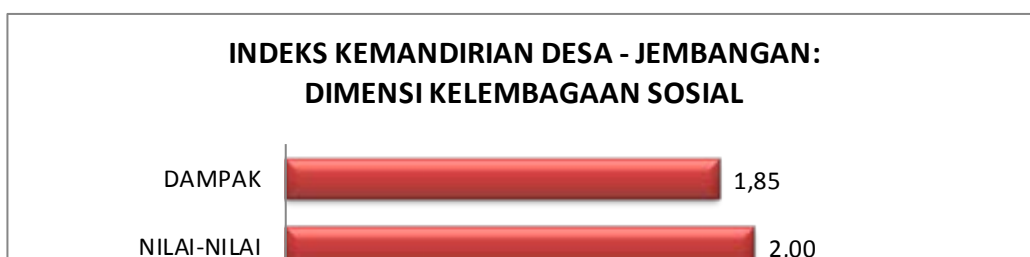 INDEKS KEMANDIRIAN DESA - JEMBANGAN:
DIMENSI KELEMBAGAAN SOSIAL
DAMPAK 1,85
NILAI-NILAI 2,00